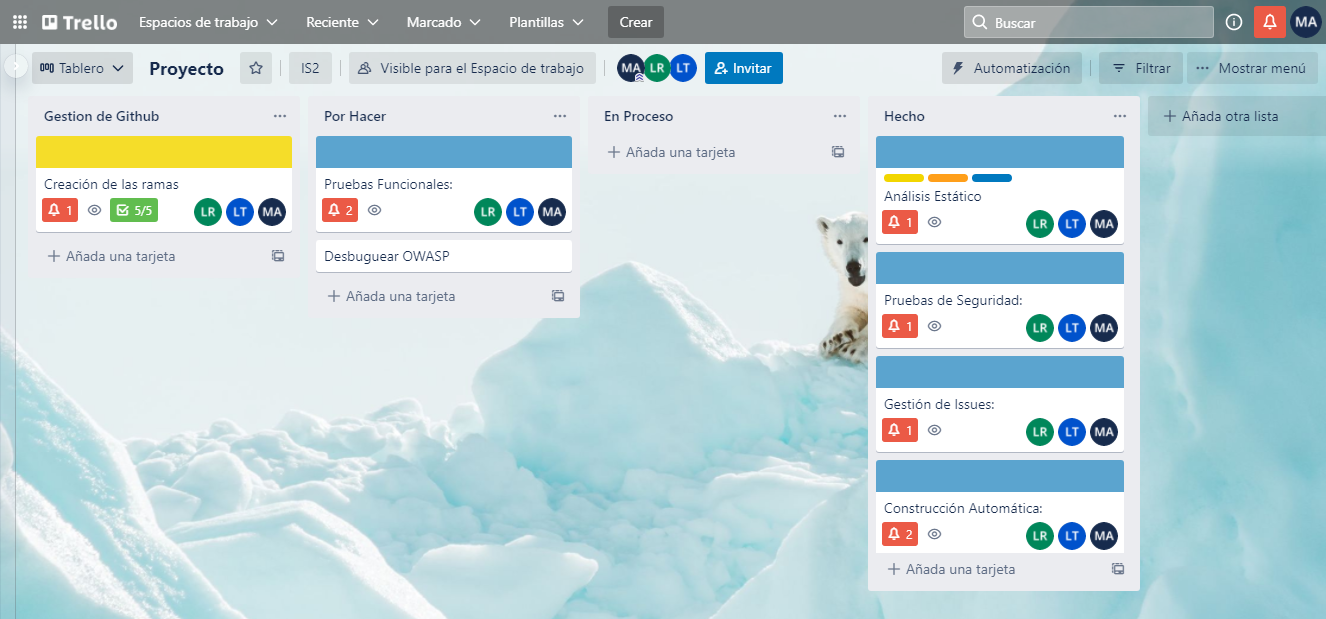 Trello Espacios de trabajo Reciente Marcado Plantillas Crear Buscar MA
Tablero Proyecto IS2 Visible para el Espacio de trabajo MA LR LT Invitar Automatización Filtrar Mostrar menú
Gestion de Github
Creación de las ramas
1 5/5 LR LT MA
Añada una tarjeta
Por Hacer
Pruebas Funcionales:
2 LR LT MA
Desbuguear OWASP
Añada una tarjeta
En Proceso
Añada una tarjeta
Hecho
Análisis Estático
1 LR LT MA
Pruebas de Seguridad:
1 LR LT MA
Gestión de Issues:
1 LR LT MA
Construcción Automática:
2 LR LT MA
Añada una tarjeta
Añada otra lista